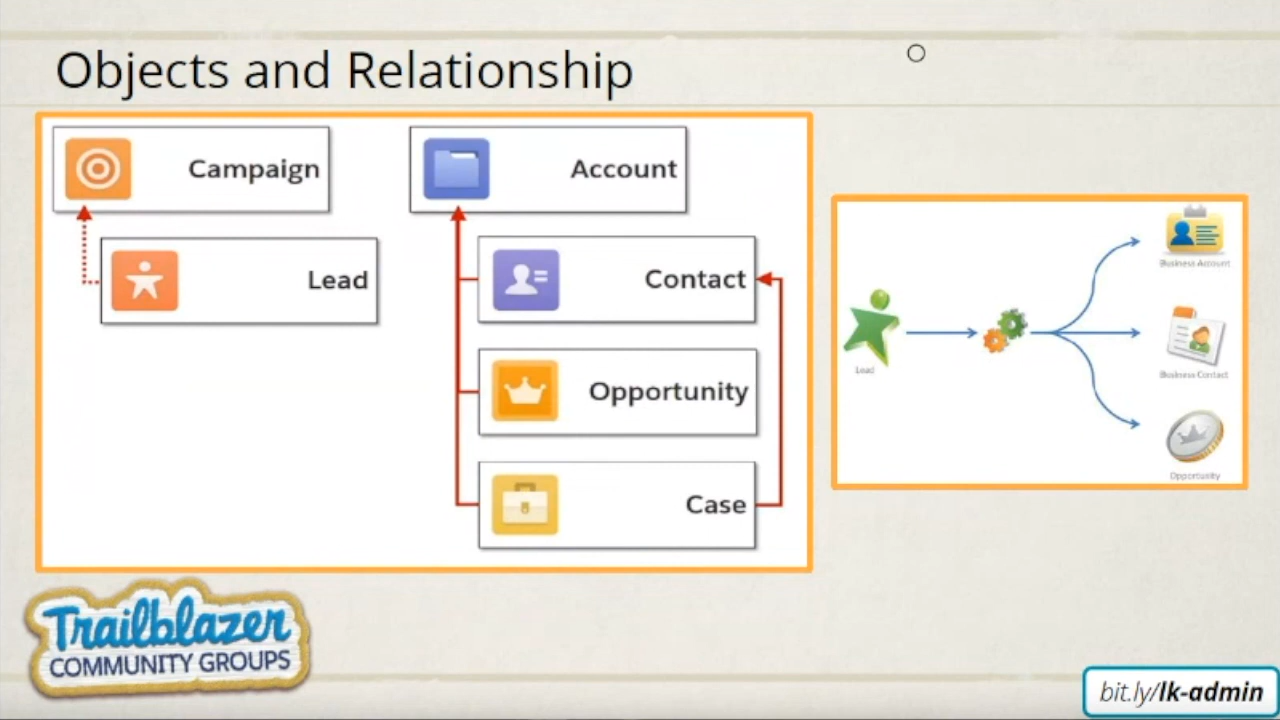 Objects and Relationship
Campaign
Account
Lead
Contact
Opportunity
Case
Business Account
Lead
Business Contact
Opportunity
Trailblazer
COMMUNITY GROUPS
bit.ly/lk-admin